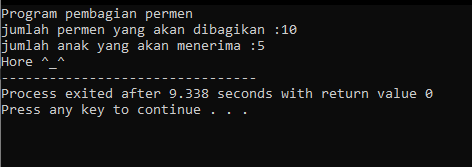 Program pembagian permen
jumlah permen yang akan dibagikan :10
jumlah anak yang akan menerima :5
Hore ^_^
--------------------------------
Process exited after 9.338 seconds with return value 0
Press any key to continue . . .